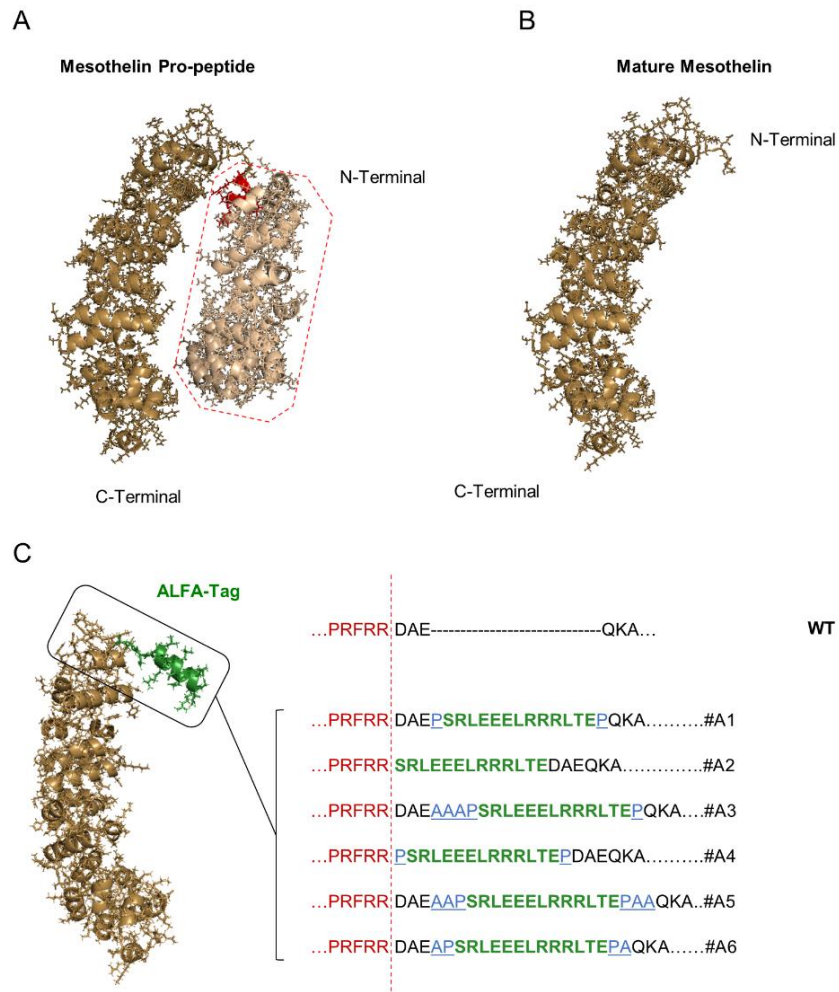 A
B
Mesothelin Pro-peptide
Mature Mesothelin
N-Terminal
N-Terminal
C-Terminal
C-Terminal
C
ALFA-Tag
...PRFRR DAE-----------------------------QKA... WT
...PRFRR DAEPSRLEEELRRRLTEPQKA..........#A1
...PRFRR SRLEEELRRRLTEDAEQKA..............#A2
...PRFRR DAEAAAPSRLEEELRRRLTEPQKA....#A3
...PRFRR PSRLEEELRRRLTEPDAEQKA..........#A4
...PRFRR DAEAAPSRLEEELRRRLTEPAAQKA..#A5
...PRFRR DAEAPSRLEEELRRRLTEPAQKA......#A6